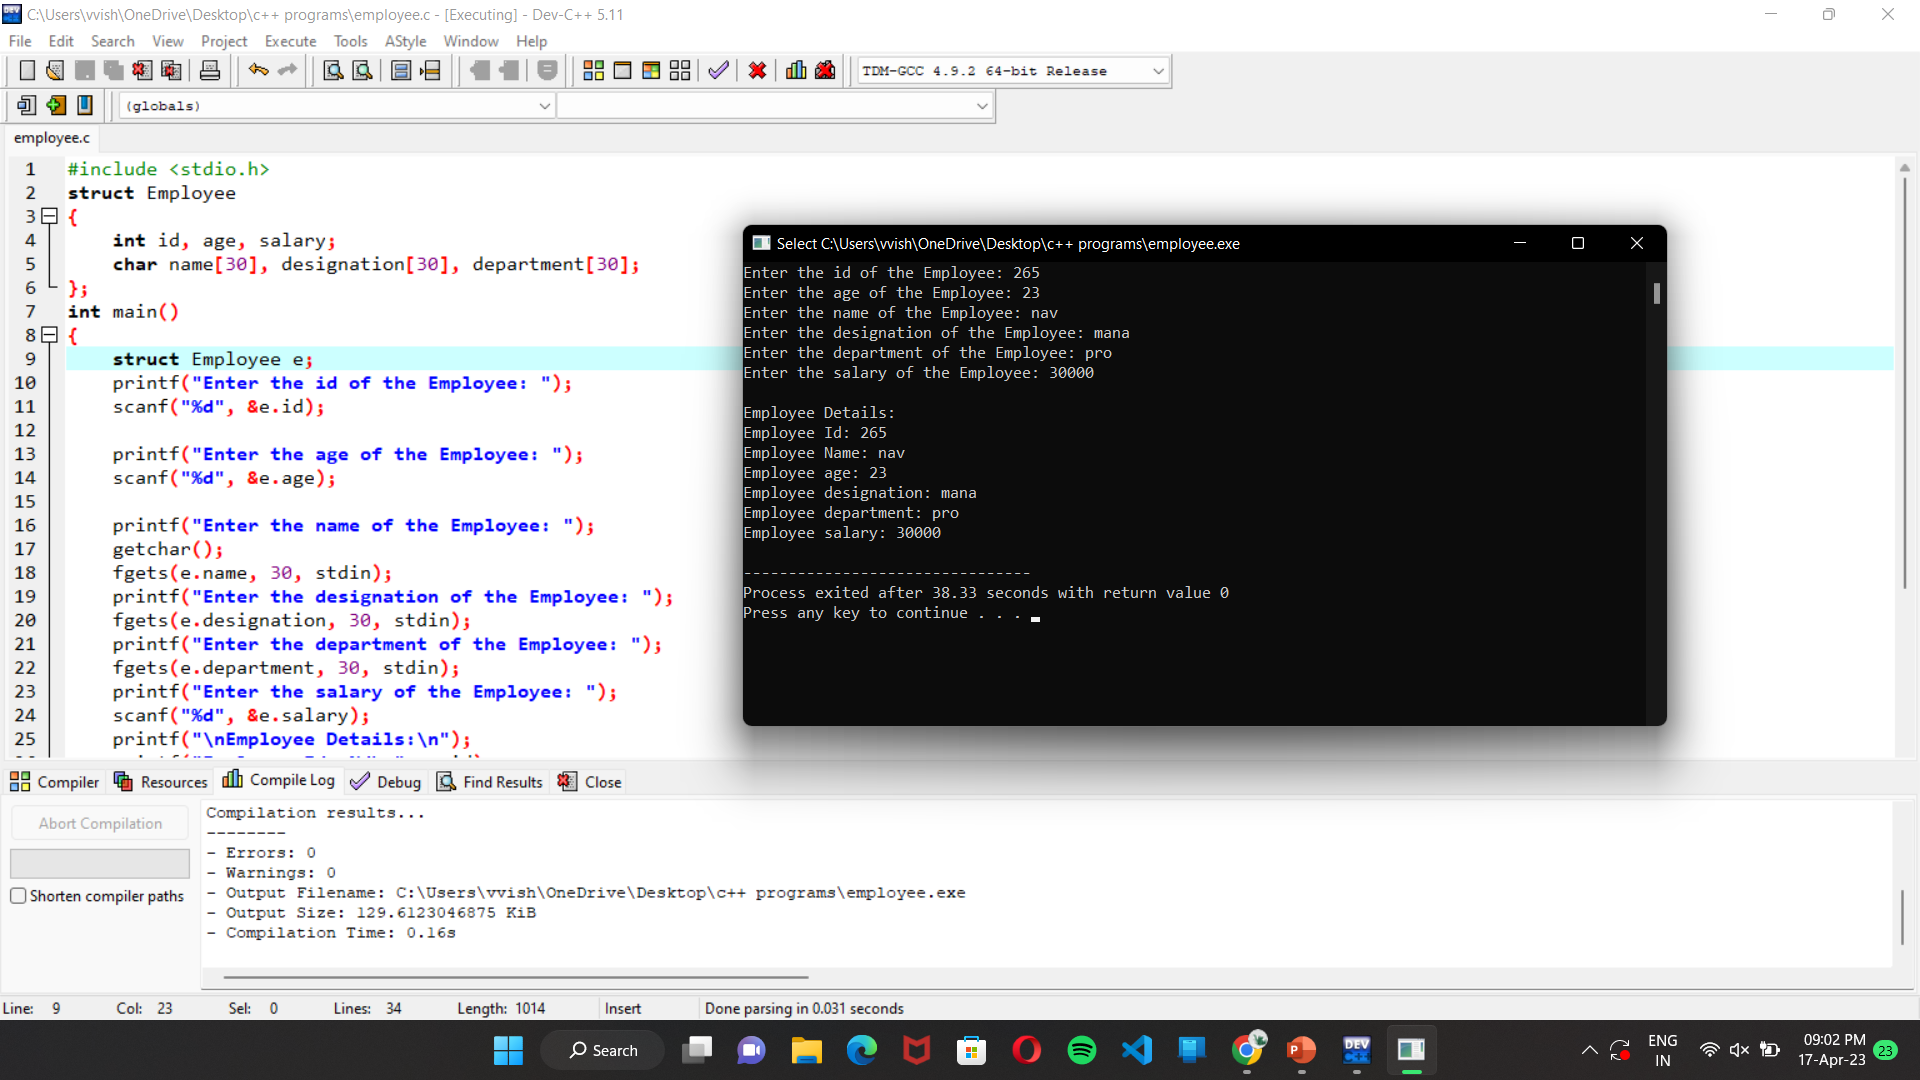 C:\Users\vvish\OneDrive\Desktop\c++ programs\employee.c - [Executing] - Dev-C++ 5.11
File Edit Search View Project Execute Tools AStyle Window Help
TDM-GCC 4.9.2 64-bit Release
(globals)
employee.c
1 #include <stdio.h>
2 struct Employee
3 {
4 int id, age, salary;
5 char name[30], designation[30], department[30];
6 };
7 int main()
8 {
9 struct Employee e;
10 printf("Enter the id of the Employee: ");
11 scanf("%d", &e.id);
12
13 printf("Enter the age of the Employee: ");
14 scanf("%d", &e.age);
15
16 printf("Enter the name of the Employee: ");
17 getchar();
18 fgets(e.name, 30, stdin);
19 printf("Enter the designation of the Employee: ");
20 fgets(e.designation, 30, stdin);
21 printf("Enter the department of the Employee: ");
22 fgets(e.department, 30, stdin);
23 printf("Enter the salary of the Employee: ");
24 scanf("%d", &e.salary);
25 printf("\nEmployee Details:\n");
Select C:\Users\vvish\OneDrive\Desktop\c++ programs\employee.exe
Enter the id of the Employee: 265
Enter the age of the Employee: 23
Enter the name of the Employee: nav
Enter the designation of the Employee: mana
Enter the department of the Employee: pro
Enter the salary of the Employee: 30000
Employee Details:
Employee Id: 265
Employee Name: nav
Employee age: 23
Employee designation: mana
Employee department: pro
Employee salary: 30000
--------------------------------
Process exited after 38.33 seconds with return value 0
Press any key to continue . . .
Compiler Resources Compile Log Debug Find Results Close
Abort Compilation
Shorten compiler paths
Compilation results...
--------
- Errors: 0
- Warnings: 0
- Output Filename: C:\Users\vvish\OneDrive\Desktop\c++ programs\employee.exe
- Output Size: 129.6123046875 KiB
- Compilation Time: 0.16s
Line: 9 Col: 23 Sel: 0 Lines: 34 Length: 1014 Insert Done parsing in 0.031 seconds
Search
DEV
ENG
IN
09:02 PM
17-Apr-23
23